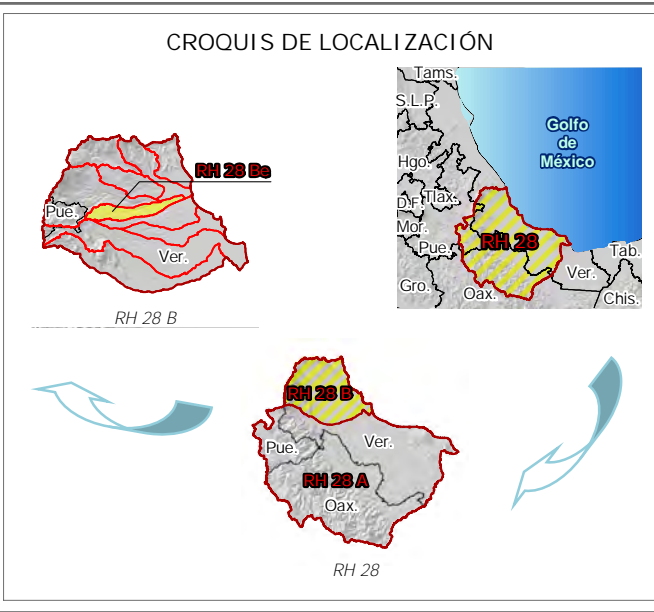 CROQUIS DE LOCALIZACIÓN
RH 28 Be
Pue.
Ver.
RH 28 B
Tams.
S.L.P.
Golfo
de
México
Hgo.
D.F.
Tlax.
Mor.
Pue.
RH 28
Tab.
Ver.
Gro.
Oax.
Chis.
RH 28 B
Pue.
Ver.
RH 28 A
Oax.
RH 28